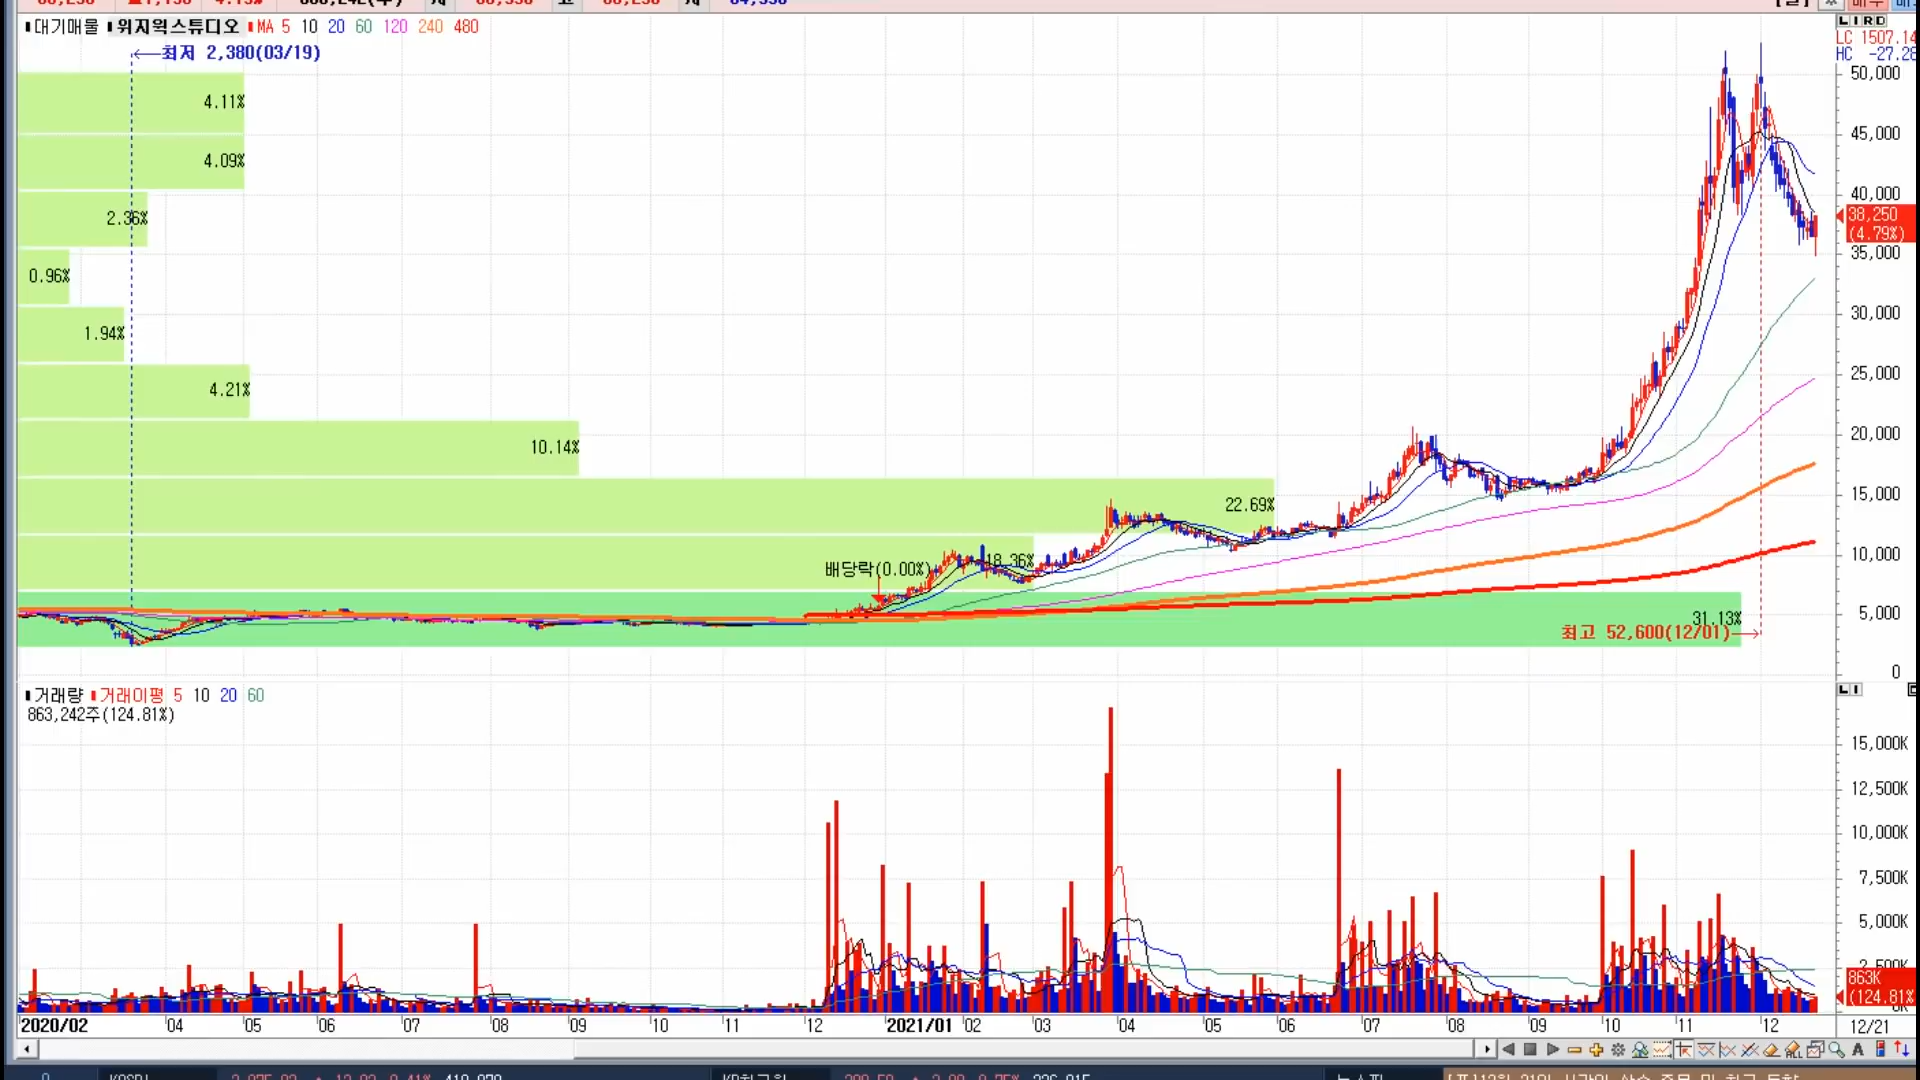 대기매물 위지윅스튜디오 MA 5 10 20 60 120 240 480
최저 2,380(03/19)
LC 1507.14
HC -27.28
50,000
4.11%
45,000
4.09%
40,000
2.36%
38,250
(4.79%)
35,000
0.96%
30,000
1.94%
25,000
4.21%
20,000
10.14%
15,000
22.69%
10,000
18.36%
배당락(0.00%)
5,000
31.13%
최고 52,600(12/01)
0
거래량 거래이평 5 10 20 60
863,242주(124.81%)
15,000K
12,500K
10,000K
7,500K
5,000K
2,500K
863K
(124.81%
2020/02 04 05 06 07 08 09 10 11 12 2021/01 02 03 04 05 06 07 08 09 10 11 12 12/21